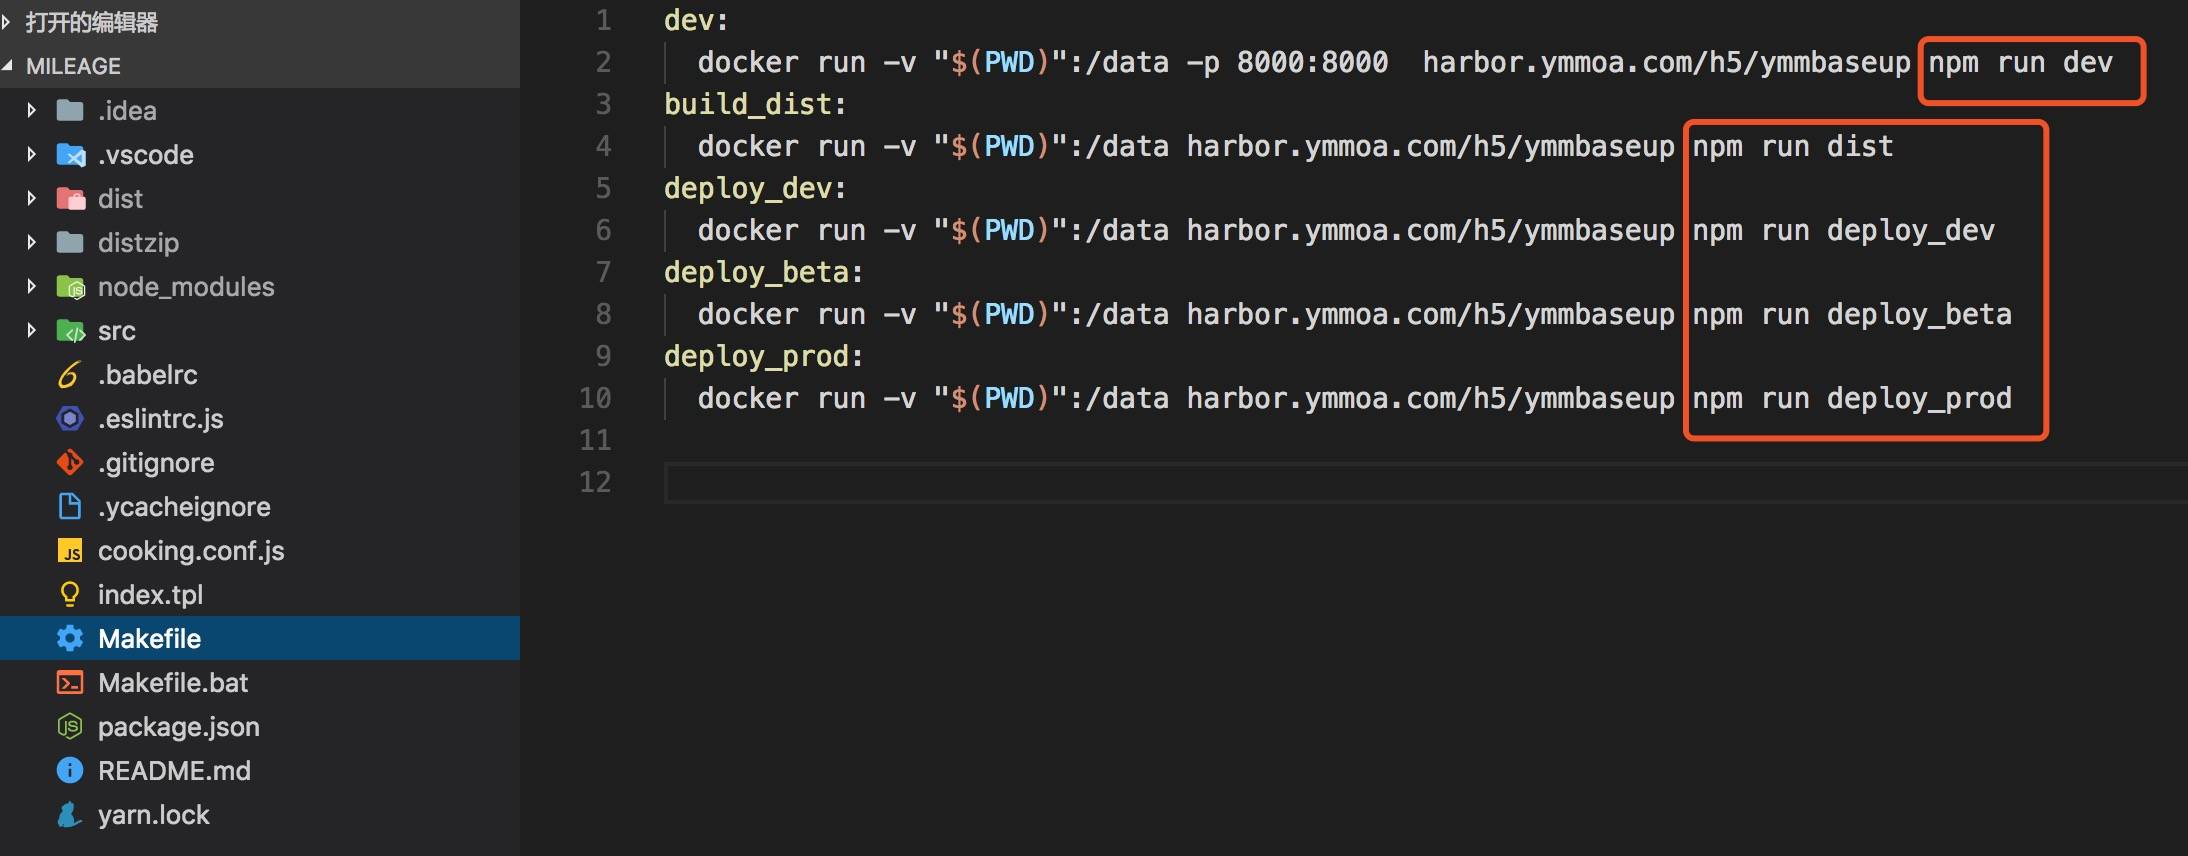 打开的编辑器
MILEAGE
.idea
.vscode
dist
distzip
node_modules
src
.babelrc
.eslintrc.js
.gitignore
.ycacheignore
cooking.conf.js
index.tpl
Makefile
Makefile.bat
package.json
README.md
yarn.lock
1 dev:
2 docker run -v "$(PWD)":/data -p 8000:8000  harbor.ymmoa.com/h5/ymmbaseup npm run dev
3 build_dist:
4 docker run -v "$(PWD)":/data harbor.ymmoa.com/h5/ymmbaseup npm run dist
5 deploy_dev:
6 docker run -v "$(PWD)":/data harbor.ymmoa.com/h5/ymmbaseup npm run deploy_dev
7 deploy_beta:
8 docker run -v "$(PWD)":/data harbor.ymmoa.com/h5/ymmbaseup npm run deploy_beta
9 deploy_prod:
10 docker run -v "$(PWD)":/data harbor.ymmoa.com/h5/ymmbaseup npm run deploy_prod
11
12